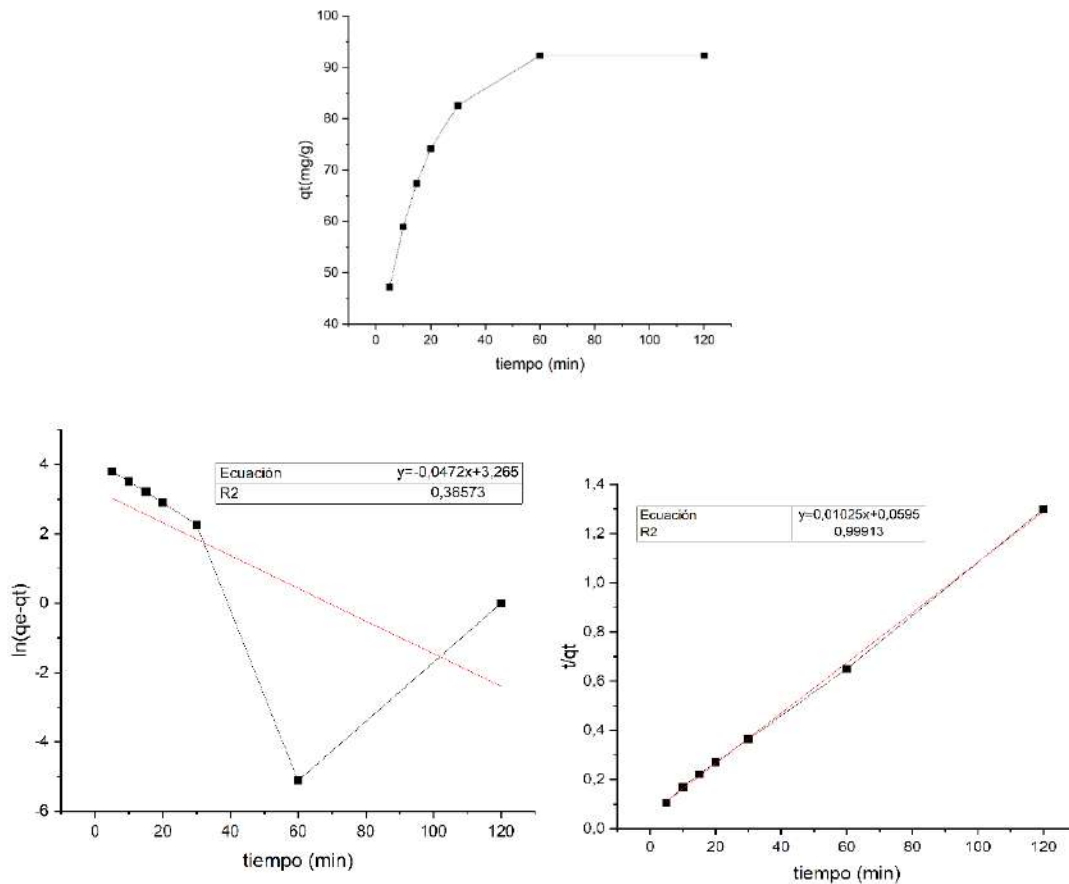 100
90
80
70
60
50
40
qt(mg/g)
0 20 40 60 80 100 120
tiempo (min)
4
2
0
-2
-4
-6
ln(qe-qt)
Ecuación y=-0,0472x+3,265
R2 0,36573
0 20 40 60 80 100 120
tiempo (min)
1,4
1,2
1,0
0,8
0,6
0,4
0,2
0,0
t/qt
Ecuación y=0,01025x+0,0595
R2 0,99913
0 20 40 60 80 100 120
tiempo (min)